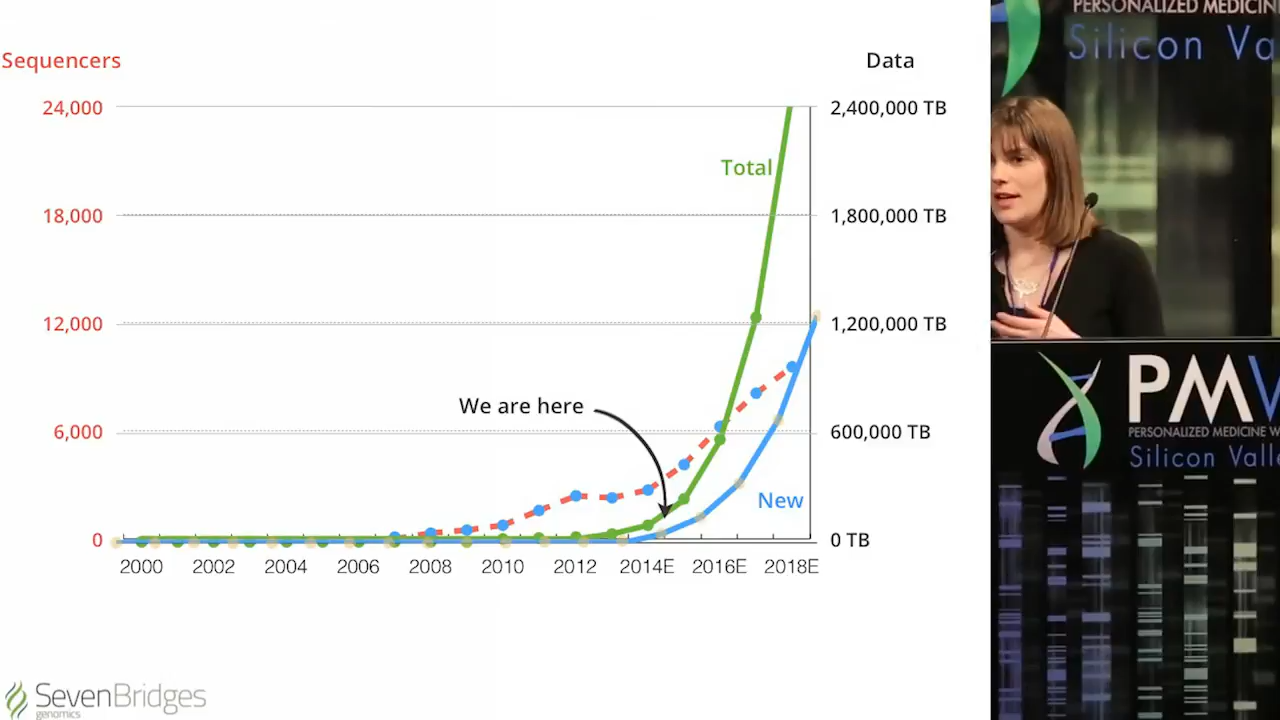 Sequencers
Data
24,000
2,400,000 TB
Total
18,000
1,800,000 TB
12,000
1,200,000 TB
We are here
6,000
600,000 TB
New
0
0 TB
2000 2002 2004 2006 2008 2010 2012 2014E 2016E 2018E
SevenBridges
genomics
PERSONALIZED MEDICIN
Silicon Va
PMW
PERSONALIZED MEDICINE W
Silicon Valle